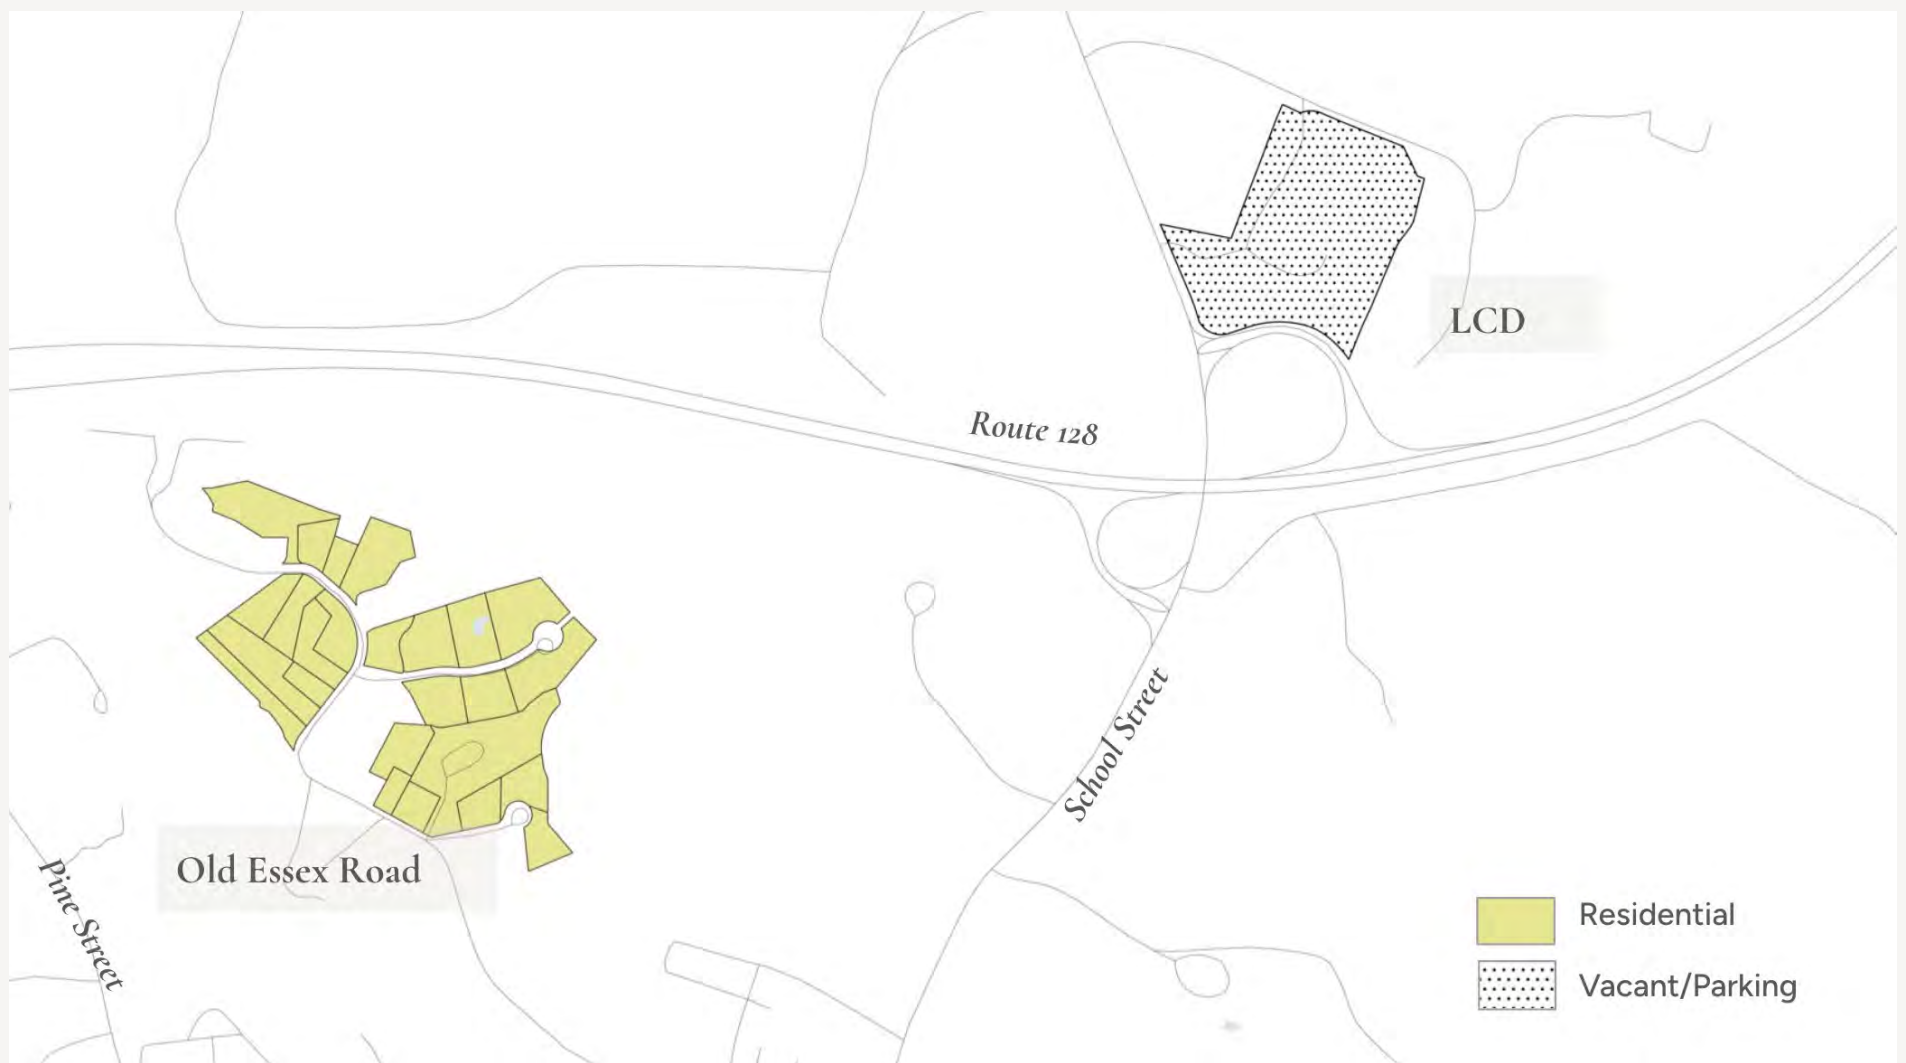 LCD
Route 128
School Street
Old Essex Road
Pine Street
Residential
Vacant/Parking